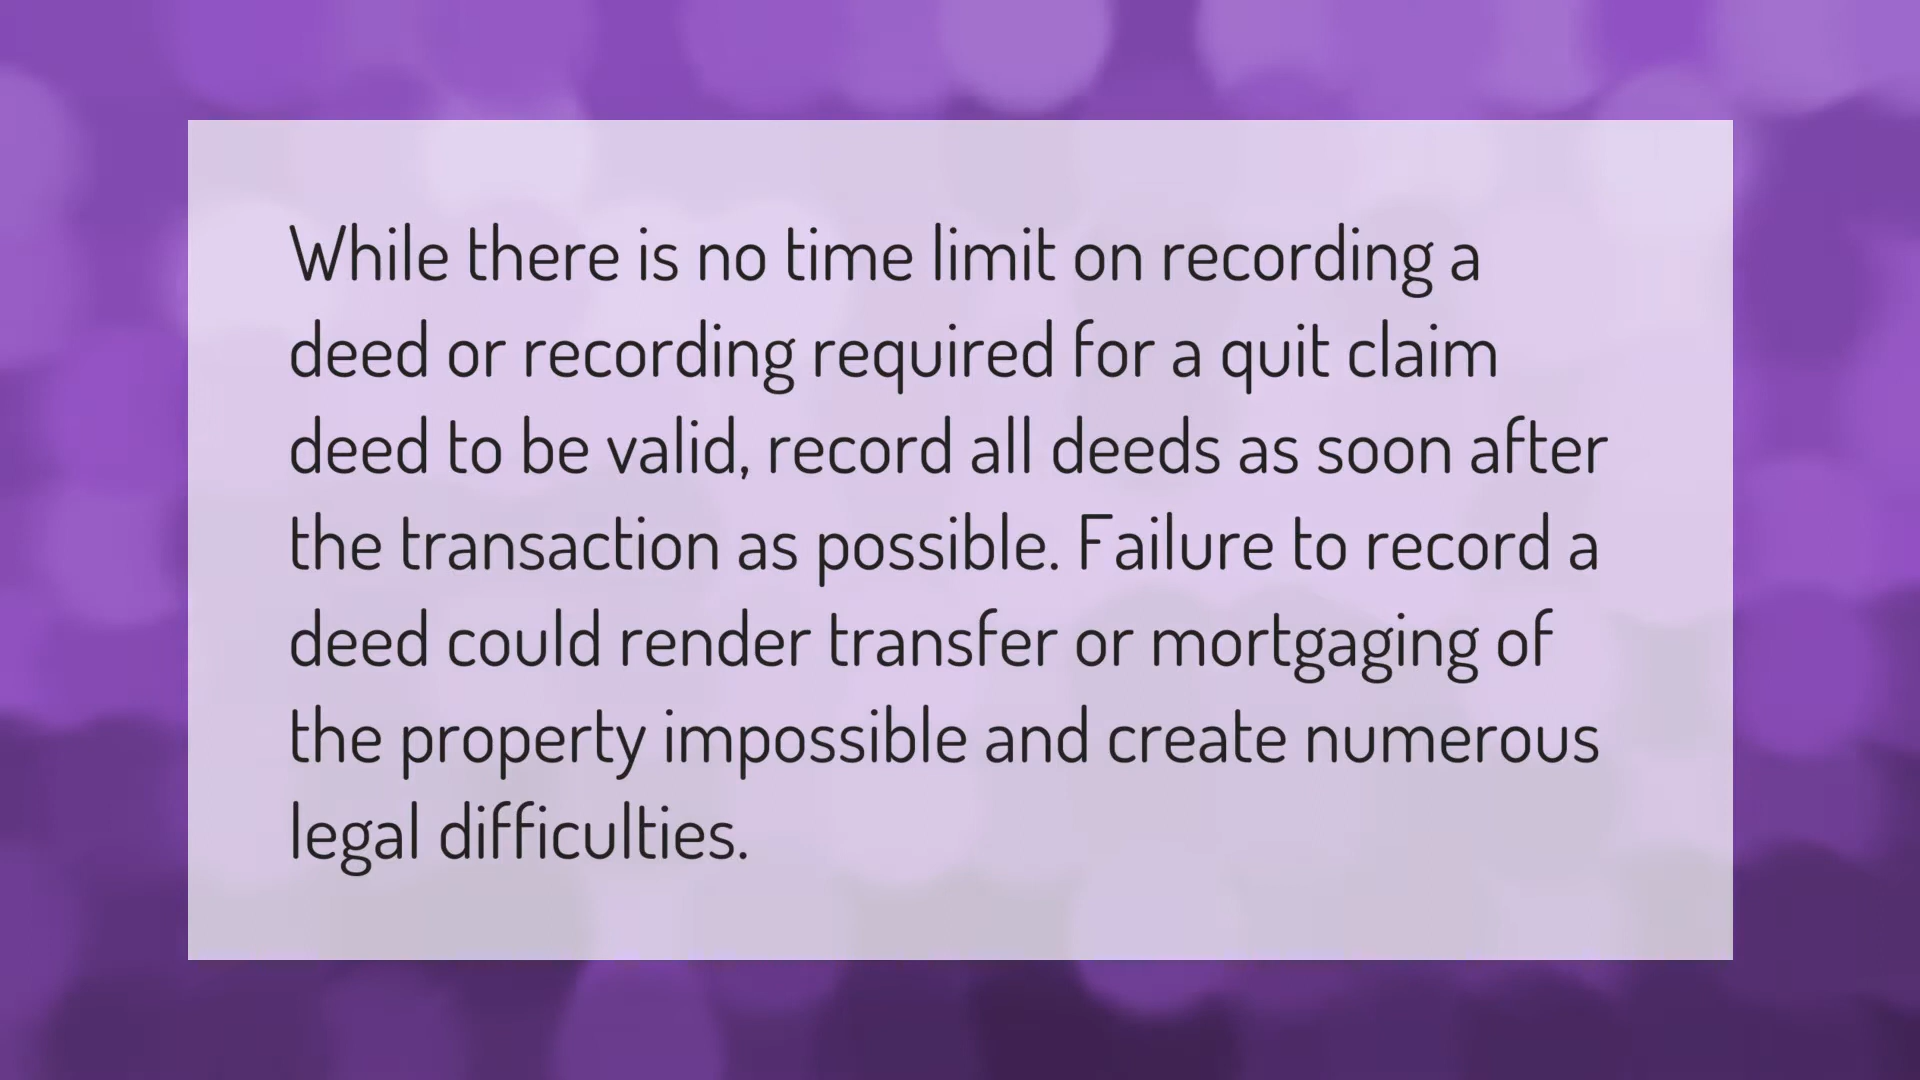 While there is no time limit on recording a
deed or recording required for a quit claim
deed to be valid, record all deeds as soon after
the transaction as possible. Failure to record a
deed could render transfer or mortgaging of
the property impossible and create numerous
legal difficulties.